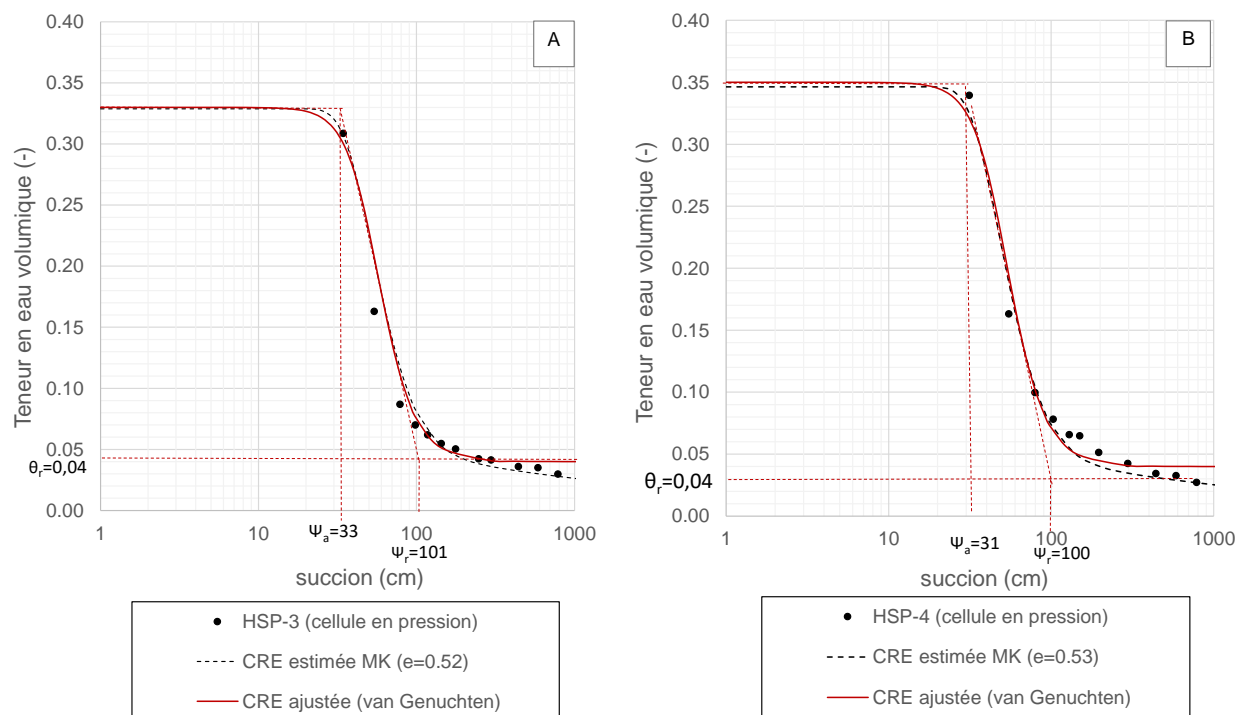 A
Teneur en eau volumique (-)
0.40
0.35
0.30
0.25
0.20
0.15
0.10
0.05
θr=0,04
0.00
1
10
100
1000
Ψa=33
Ψr=101
succion (cm)
HSP-3 (cellule en pression)
CRE estimée MK (e=0.52)
CRE ajustée (van Genuchten)
B
Teneur en eau volumique (-)
0.40
0.35
0.30
0.25
0.20
0.15
0.10
0.05
θr=0,04
0.00
1
10
100
1000
Ψa=31
Ψr=100
succion (cm)
HSP-4 (cellule en pression)
CRE estimée MK (e=0.53)
CRE ajustée (van Genuchten)